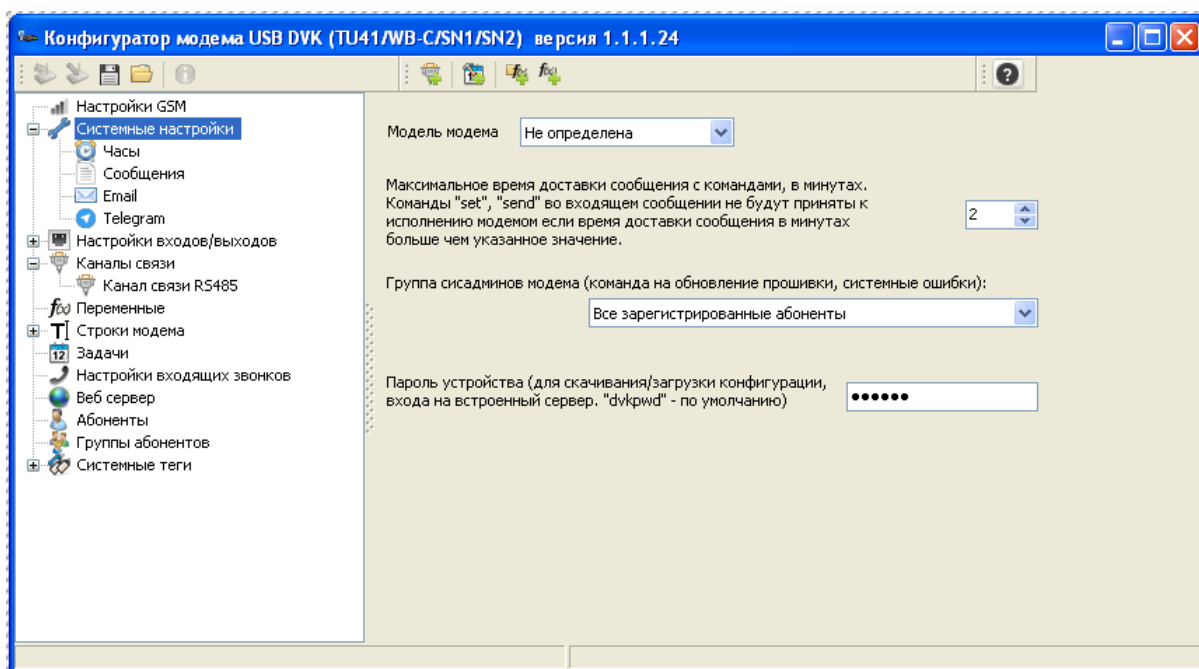 Конфигуратор модема USB DVK (TU41/WB-C/SN1/SN2) версия 1.1.1.24
Настройки GSM
Системные настройки
Часы
Сообщения
Email
Telegram
Настройки входов/выходов
Каналы связи
Канал связи RS485
f(x) Переменные
Строки модема
12 Задачи
Настройки входящих звонков
Веб сервер
Абоненты
Группы абонентов
Системные теги
Модель модема Не определена
Максимальное время доставки сообщения с командами, в минутах.
Команды "set", "send" во входящем сообщении не будут приняты к
исполнению модемом если время доставки сообщения в минутах
больше чем указанное значение.
2
Группа сисадминов модема (команда на обновление прошивки, системные ошибки):
Все зарегистрированные абоненты
Пароль устройства (для скачивания/загрузки конфигурации,
входа на встроенный сервер. "dvkpwd" - по умолчанию)
••••••